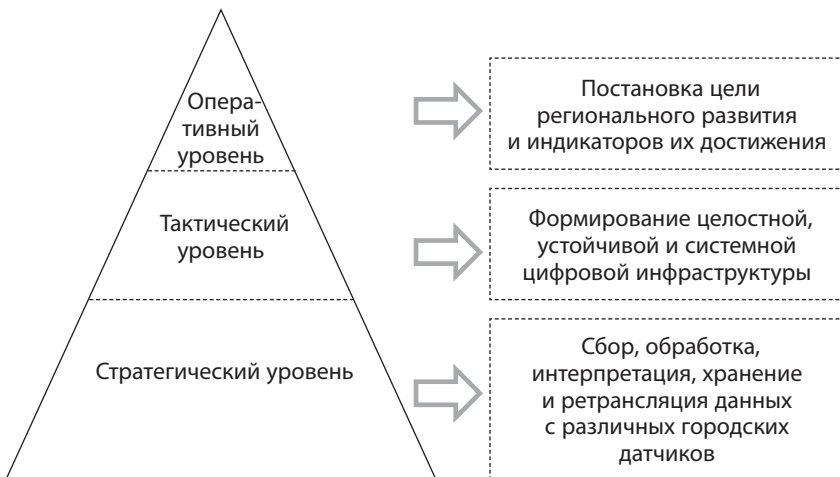 Опера-
тивный
уровень
Постановка цели
регионального развития
и индикаторов их достижения
Тактический
уровень
Формирование целостной,
устойчивой и системной
цифровой инфраструктуры
Стратегический уровень
Сбор, обработка,
интерпретация, хранение
и ретрансляция данных
с различных городских
датчиков